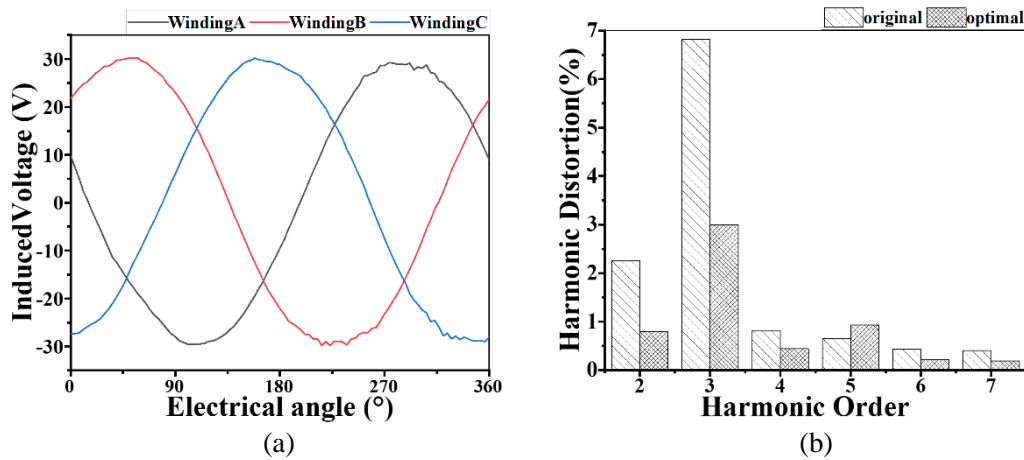 WindingA WindingB WindingC
InducedVoltage (V)
30
20
10
0
-10
-20
-30
0 90 180 270 360
Electrical angle (°)
(a)
original optimal
Harmonic Distortion(%)
7
6
5
4
3
2
1
0
2 3 4 5 6 7
Harmonic Order
(b)